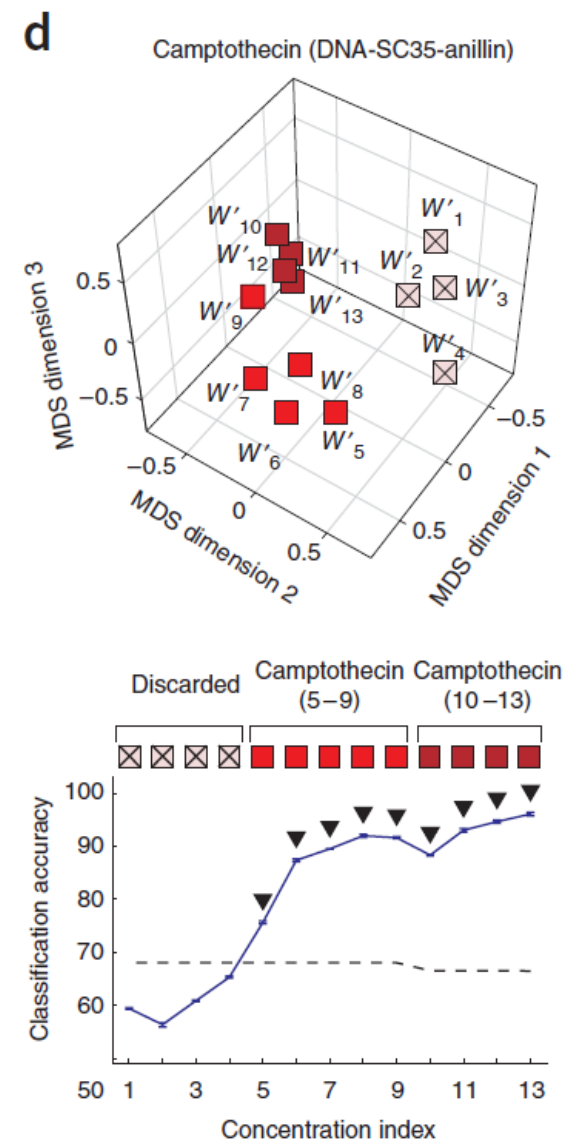 d
Camptothecin (DNA-SC35-anillin)
W′1
W′10
W′2
W′12
W′11
W′3
0.5
W′9
W′13
W′4
0
W′8
−0.5
W′7
W′5
−0.5
W′6
−0.5
0
0
0.5
0.5
MDS dimension 3
MDS dimension 2
MDS dimension 1
Discarded
Camptothecin (5–9)
Camptothecin (10–13)
100
90
80
70
60
50
1 3 5 7 9 11 13
Classification accuracy
Concentration index